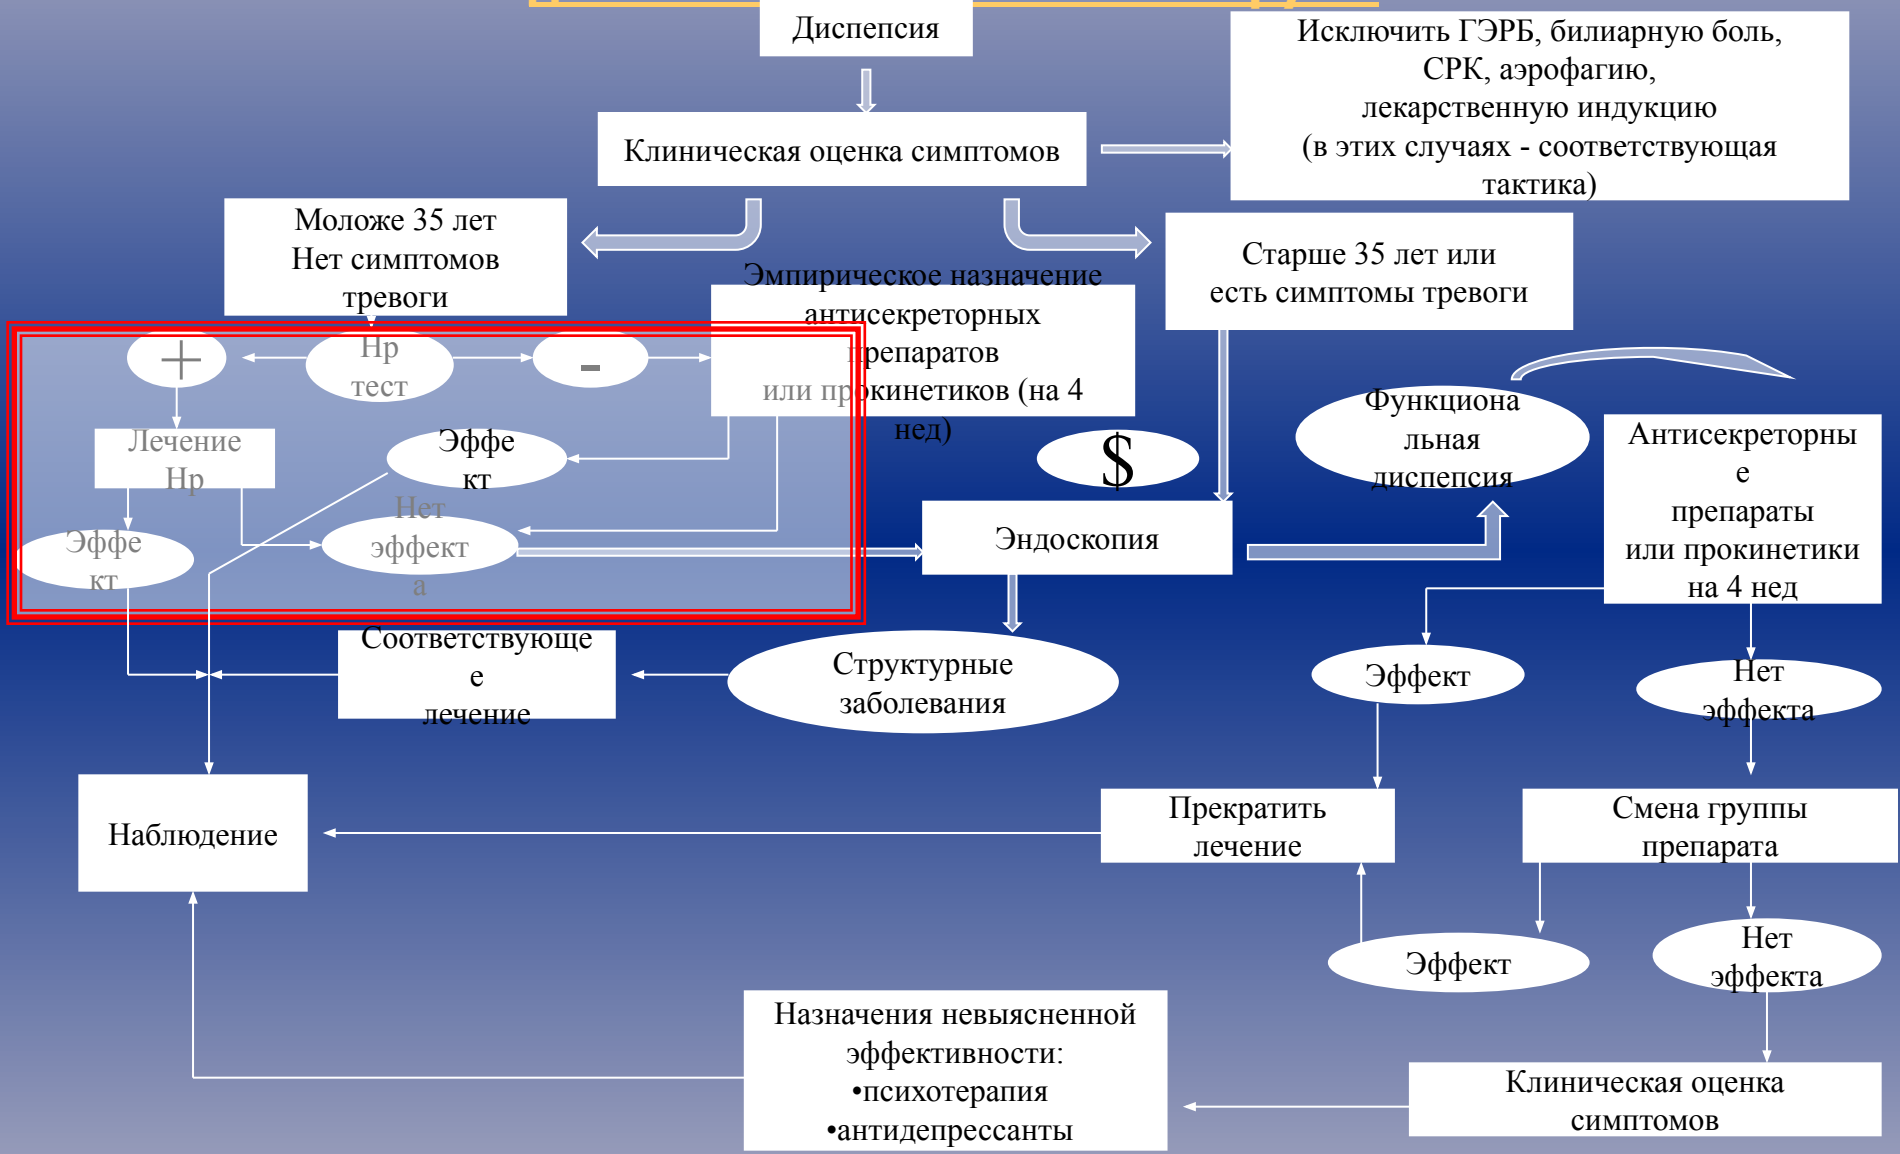 Диспепсия
Исключить ГЭРБ, билиарную боль,
СРК, аэрофагию,
лекарственную индукцию
(в этих случаях - соответствующая
тактика)
Клиническая оценка симптомов
Моложе 35 лет
Нет симптомов
тревоги
Старше 35 лет или
есть симптомы тревоги
Эмпирическое назначение
антисекреторных
препаратов
или прокинетиков (на 4
нед)
+
Нр
тест
-
Лечение
Нр
Эффе
кт
Нет
эффект
а
Эффе
кт
$
Эндоскопия
Функциона
льная
диспепсия
Антисекреторны
е
препараты
или прокинетики
на 4 нед
Соответствующе
е
лечение
Структурные
заболевания
Эффект
Нет
эффекта
Наблюдение
Прекратить
лечение
Смена группы
препарата
Эффект
Нет
эффекта
Назначения невыясненной
эффективности:
•психотерапия
•антидепрессанты
Клиническая оценка
симптомов